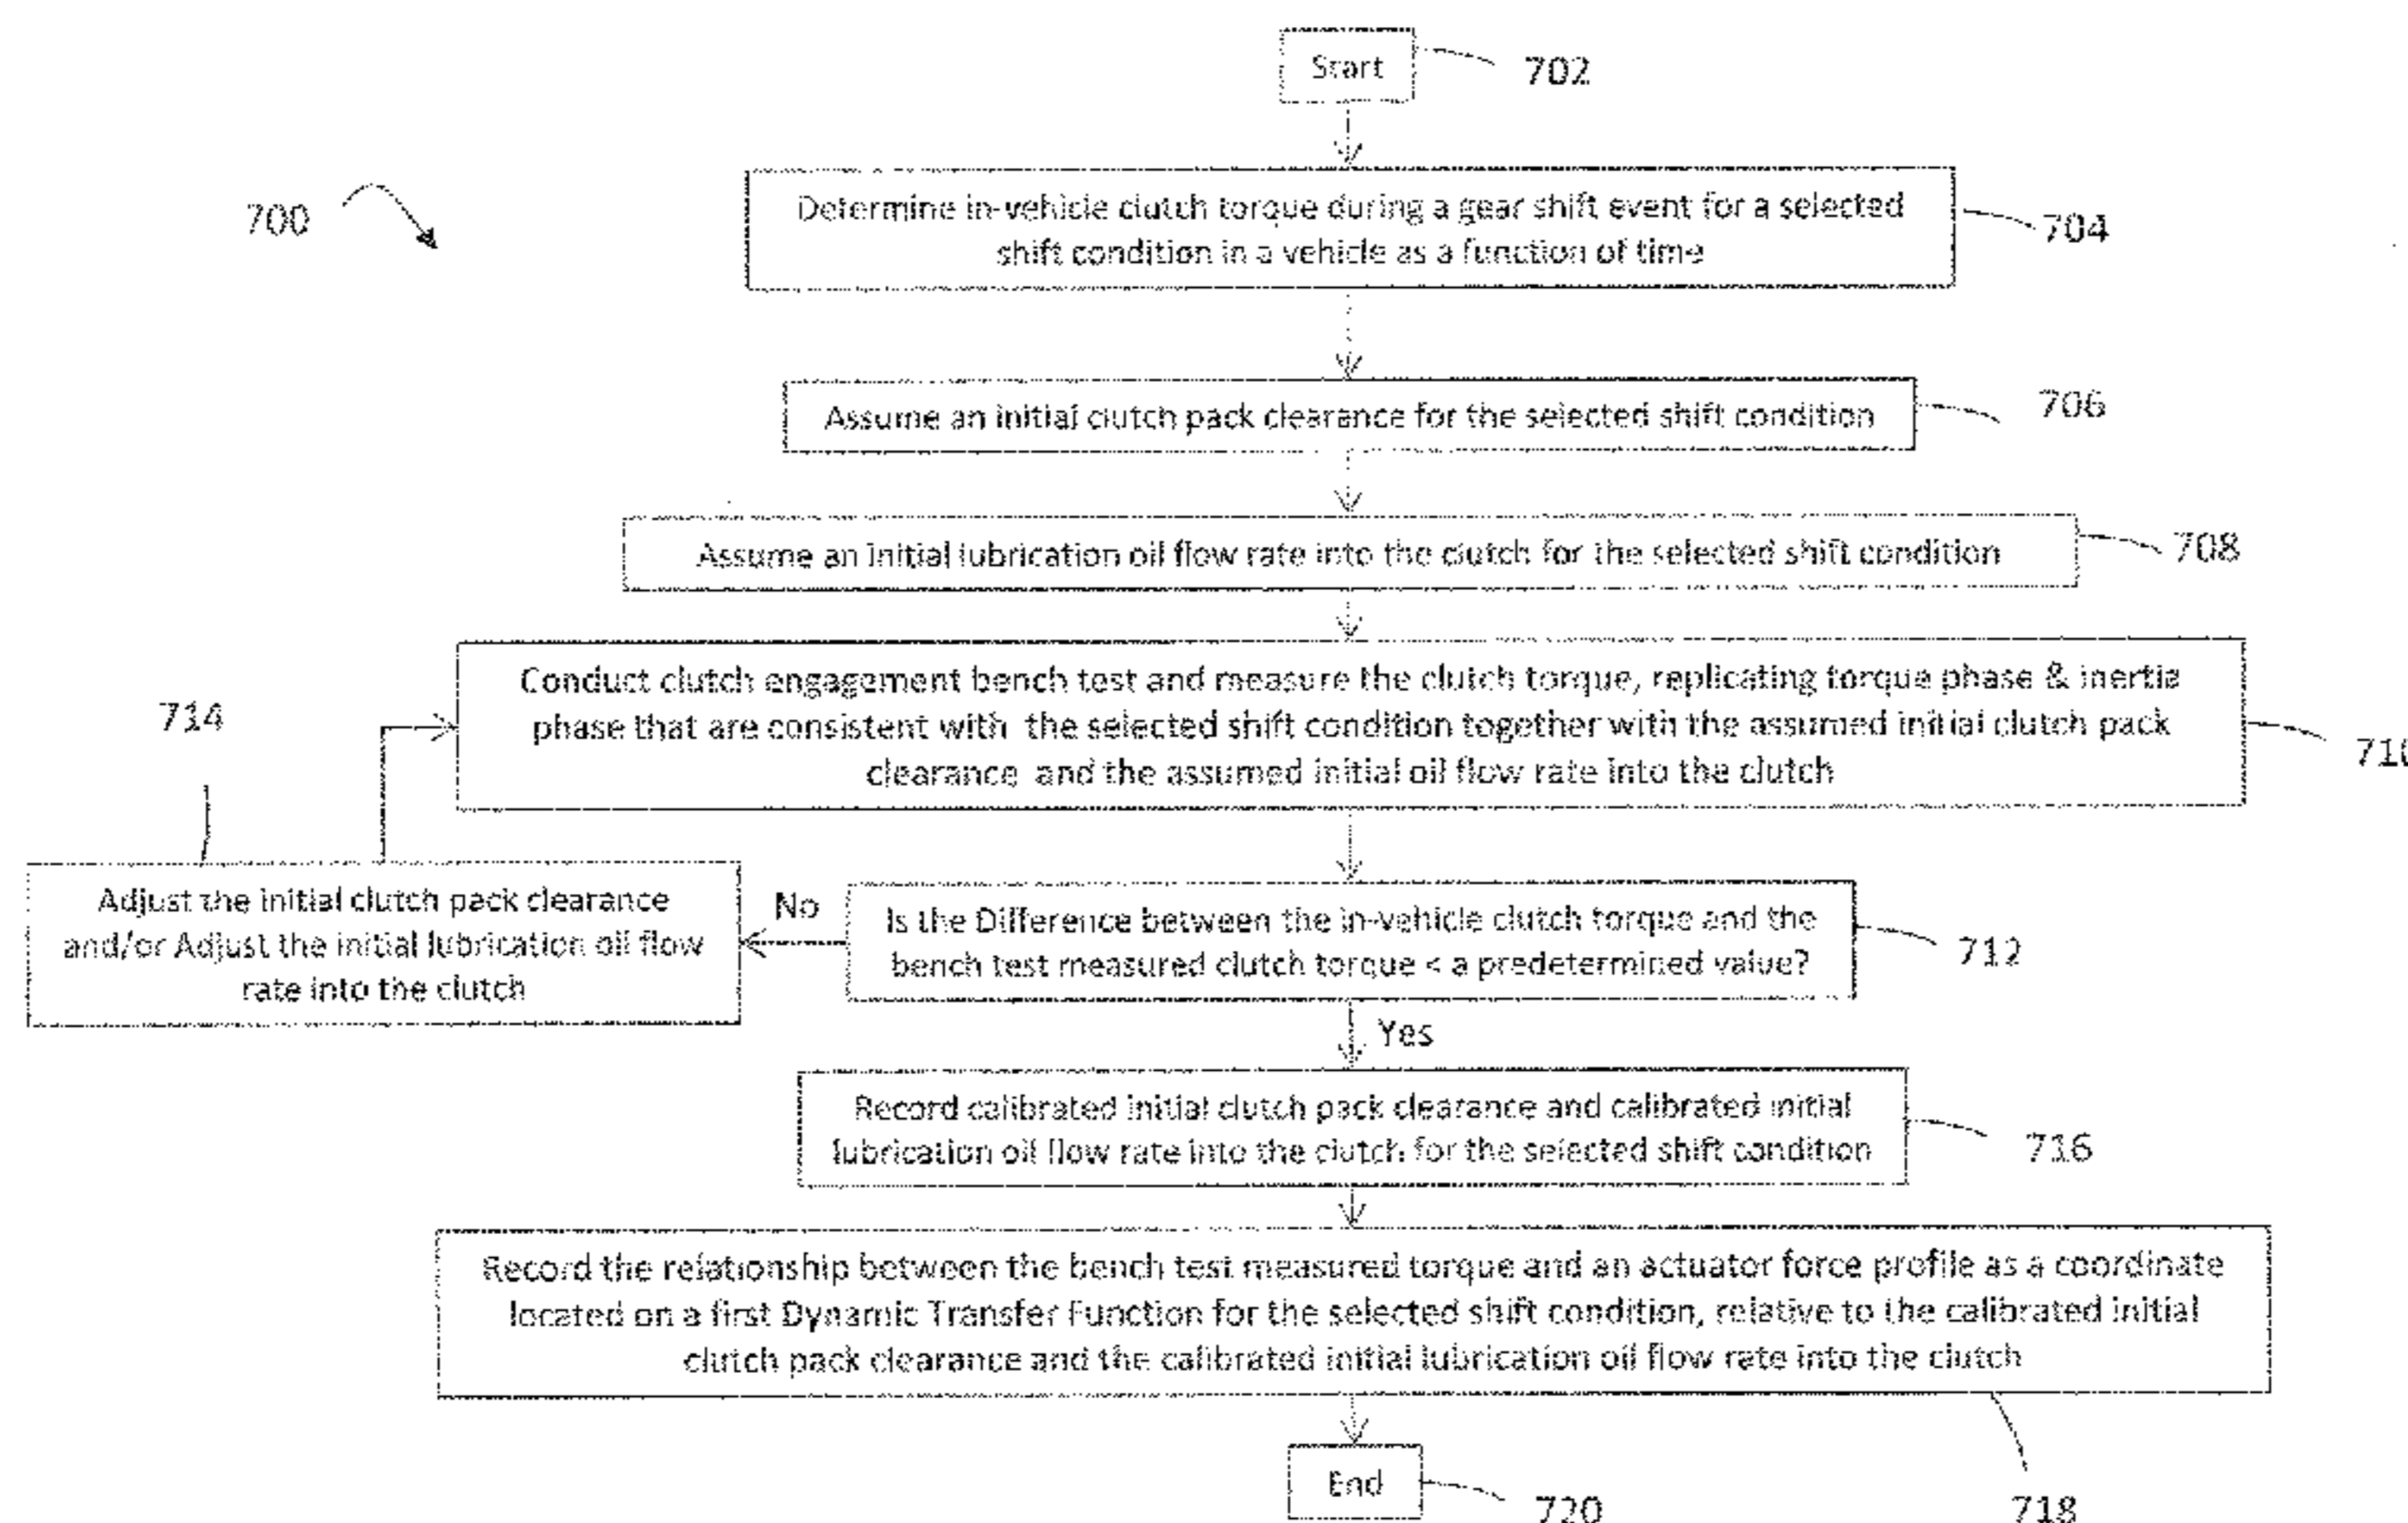 Start
702
700
Determine in-vehicle clutch torque during a gear shift event for a selected
shift condition in a vehicle as a function of time
704
Assume an initial clutch pack clearance for the selected shift condition
706
Assume an initial lubrication oil flow rate into the clutch for the selected shift condition
708
Conduct clutch engagement bench test and measure the clutch torque, replicating torque phase & inertia
phase that are consistent with the selected shift condition together with the assumed initial clutch pack
clearance and the assumed initial oil flow rate into the clutch
710
714
Adjust the initial clutch pack clearance
and/or Adjust the initial lubrication oil flow
rate into the clutch
No
Is the Difference between the in-vehicle clutch torque and the
bench test measured clutch torque < a predetermined value?
712
Yes
Record calibrated initial clutch pack clearance and calibrated initial
lubrication oil flow rate into the clutch for the selected shift condition
716
Record the relationship between the bench test measured torque and an actuator force profile as a coordinate
located on a first Dynamic Transfer Function for the selected shift condition, relative to the calibrated initial
clutch pack clearance and the calibrated initial lubrication oil flow rate into the clutch
718
End
720